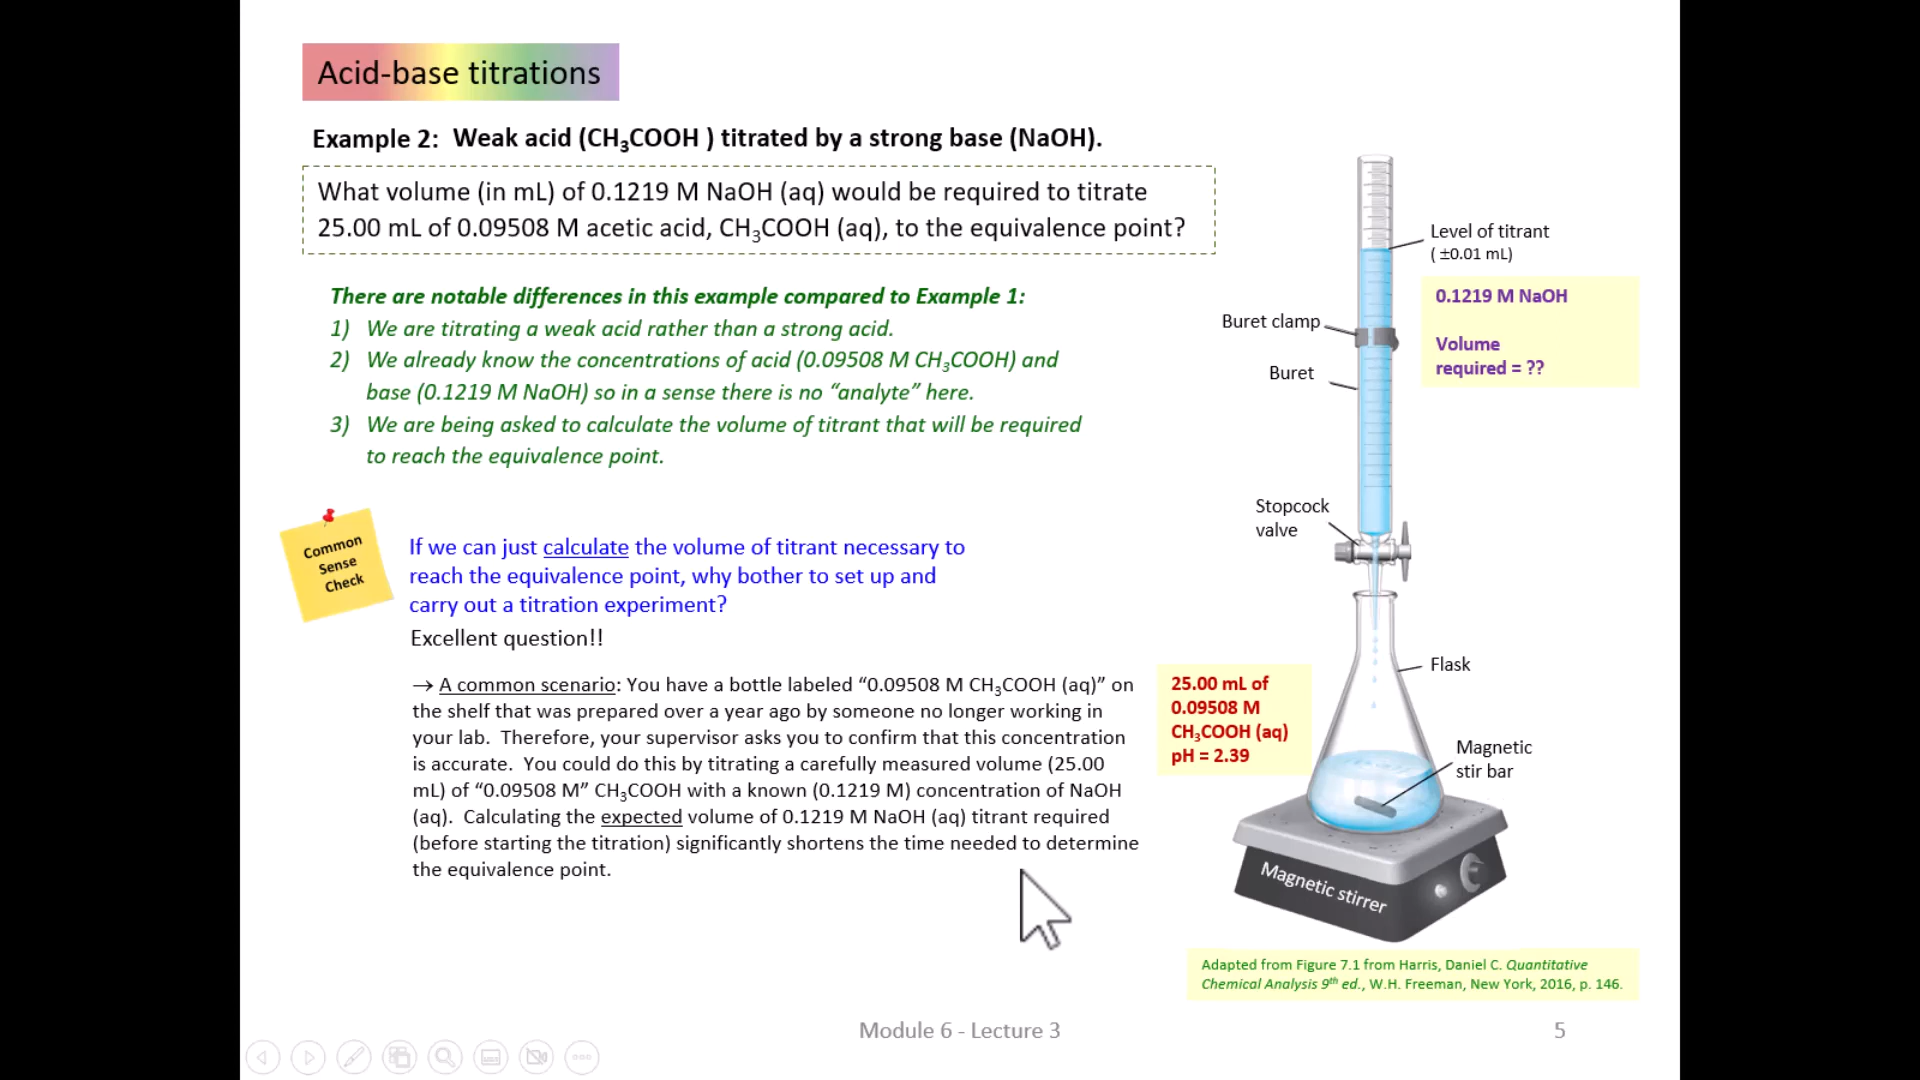 Acid-base titrations
Example 2: Weak acid (CH₃COOH ) titrated by a strong base (NaOH).
What volume (in mL) of 0.1219 M NaOH (aq) would be required to titrate
25.00 mL of 0.09508 M acetic acid, CH₃COOH (aq), to the equivalence point?
There are notable differences in this example compared to Example 1:
1) We are titrating a weak acid rather than a strong acid.
2) We already know the concentrations of acid (0.09508 M CH₃COOH) and
base (0.1219 M NaOH) so in a sense there is no “analyte” here.
3) We are being asked to calculate the volume of titrant that will be required
to reach the equivalence point.
Common
Sense
Check
If we can just calculate the volume of titrant necessary to
reach the equivalence point, why bother to set up and
carry out a titration experiment?
Excellent question!!
→ A common scenario: You have a bottle labeled “0.09508 M CH₃COOH (aq)” on
the shelf that was prepared over a year ago by someone no longer working in
your lab. Therefore, your supervisor asks you to confirm that this concentration
is accurate. You could do this by titrating a carefully measured volume (25.00
mL) of “0.09508 M” CH₃COOH with a known (0.1219 M) concentration of NaOH
(aq). Calculating the expected volume of 0.1219 M NaOH (aq) titrant required
(before starting the titration) significantly shortens the time needed to determine
the equivalence point.
Level of titrant
( ±0.01 mL)
0.1219 M NaOH
Volume
required = ??
Buret clamp
Buret
Stopcock
valve
Flask
25.00 mL of
0.09508 M
CH₃COOH (aq)
pH = 2.39
Magnetic
stir bar
Magnetic stirrer
Adapted from Figure 7.1 from Harris, Daniel C. Quantitative
Chemical Analysis 9ᵗʰ ed., W.H. Freeman, New York, 2016, p. 146.
Module 6 - Lecture 3
5